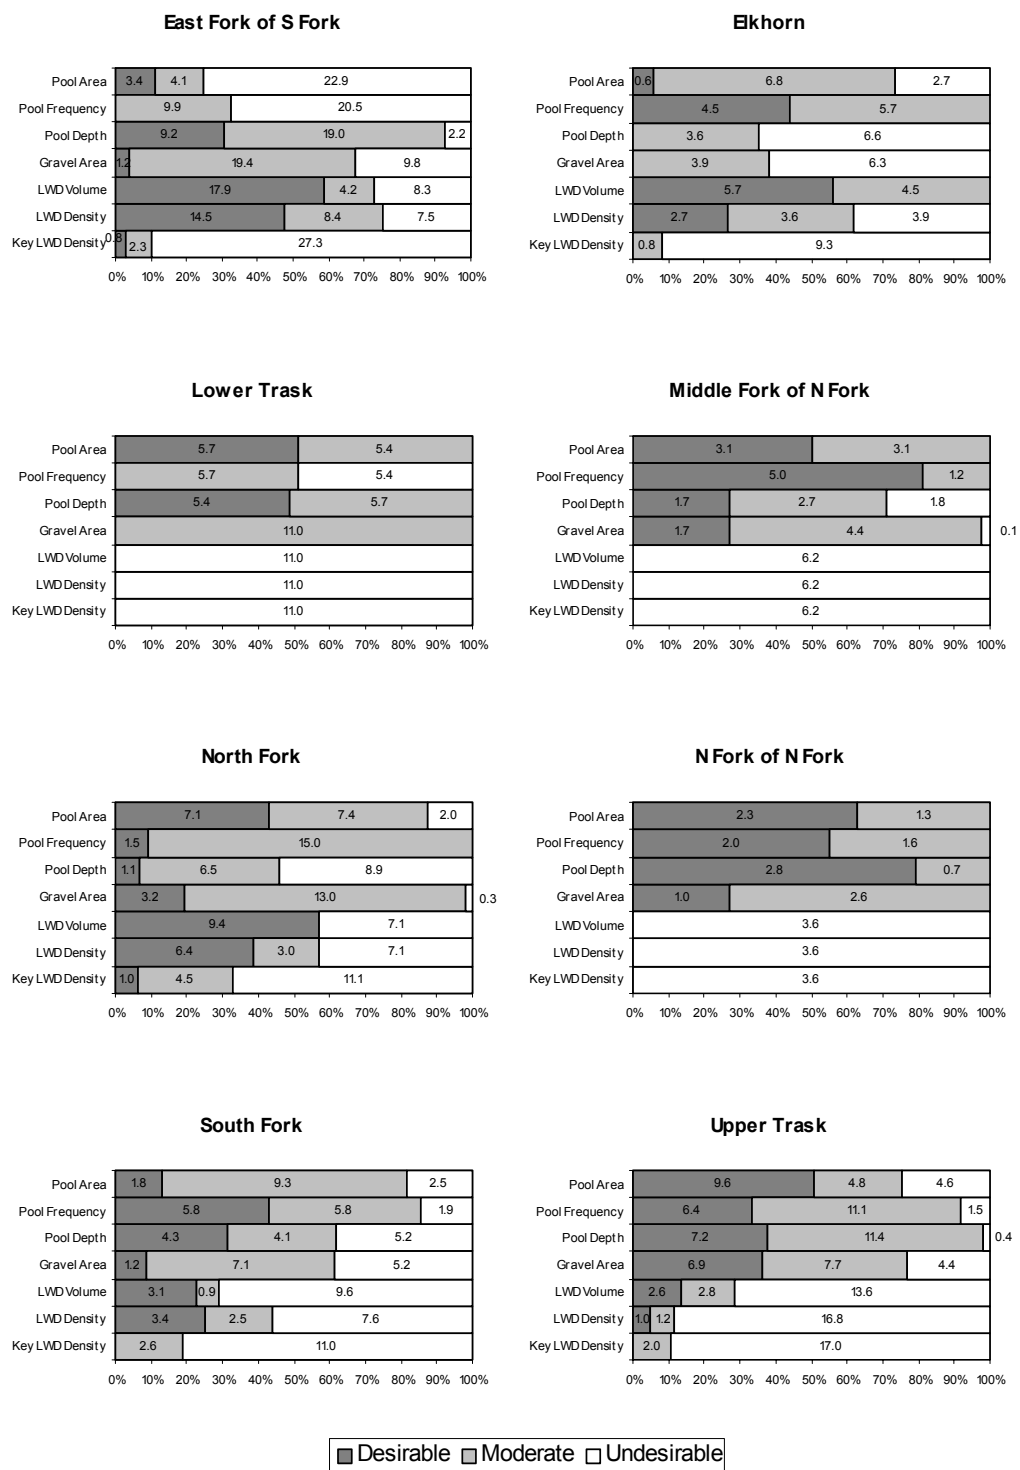 East Fork of S Fork
Pool Area 3.4 4.1 22.9
Pool Frequency 9.9 20.5
Pool Depth 9.2 19.0 2.2
Gravel Area 1.2 19.4 9.8
LWD Volume 17.9 4.2 8.3
LWD Density 14.5 8.4 7.5
Key LWD Density 0.8 2.3 27.3
0% 10% 20% 30% 40% 50% 60% 70% 80% 90% 100%
Elkhorn
Pool Area 0.6 6.8 2.7
Pool Frequency 4.5 5.7
Pool Depth 3.6 6.6
Gravel Area 3.9 6.3
LWD Volume 5.7 4.5
LWD Density 2.7 3.6 3.9
Key LWD Density 0.8 9.3
0% 10% 20% 30% 40% 50% 60% 70% 80% 90% 100%
Lower Trask
Pool Area 5.7 5.4
Pool Frequency 5.7 5.4
Pool Depth 5.4 5.7
Gravel Area 11.0
LWD Volume 11.0
LWD Density 11.0
Key LWD Density 11.0
0% 10% 20% 30% 40% 50% 60% 70% 80% 90% 100%
Middle Fork of N Fork
Pool Area 3.1 3.1
Pool Frequency 5.0 1.2
Pool Depth 1.7 2.7 1.8
Gravel Area 1.7 4.4 0.1
LWD Volume 6.2
LWD Density 6.2
Key LWD Density 6.2
0% 10% 20% 30% 40% 50% 60% 70% 80% 90% 100%
North Fork
Pool Area 7.1 7.4 2.0
Pool Frequency 1.5 15.0
Pool Depth 1.1 6.5 8.9
Gravel Area 3.2 13.0 0.3
LWD Volume 9.4 7.1
LWD Density 6.4 3.0 7.1
Key LWD Density 1.0 4.5 11.1
0% 10% 20% 30% 40% 50% 60% 70% 80% 90% 100%
N Fork of N Fork
Pool Area 2.3 1.3
Pool Frequency 2.0 1.6
Pool Depth 2.8 0.7
Gravel Area 1.0 2.6
LWD Volume 3.6
LWD Density 3.6
Key LWD Density 3.6
0% 10% 20% 30% 40% 50% 60% 70% 80% 90% 100%
South Fork
Pool Area 1.8 9.3 2.5
Pool Frequency 5.8 5.8 1.9
Pool Depth 4.3 4.1 5.2
Gravel Area 1.2 7.1 5.2
LWD Volume 3.1 0.9 9.6
LWD Density 3.4 2.5 7.6
Key LWD Density 2.6 11.0
0% 10% 20% 30% 40% 50% 60% 70% 80% 90% 100%
Upper Trask
Pool Area 9.6 4.8 4.6
Pool Frequency 6.4 11.1 1.5
Pool Depth 7.2 11.4 0.4
Gravel Area 6.9 7.7 4.4
LWD Volume 2.6 2.8 13.6
LWD Density 1.0 1.2 16.8
Key LWD Density 2.0 17.0
0% 10% 20% 30% 40% 50% 60% 70% 80% 90% 100%
Desirable Moderate Undesirable